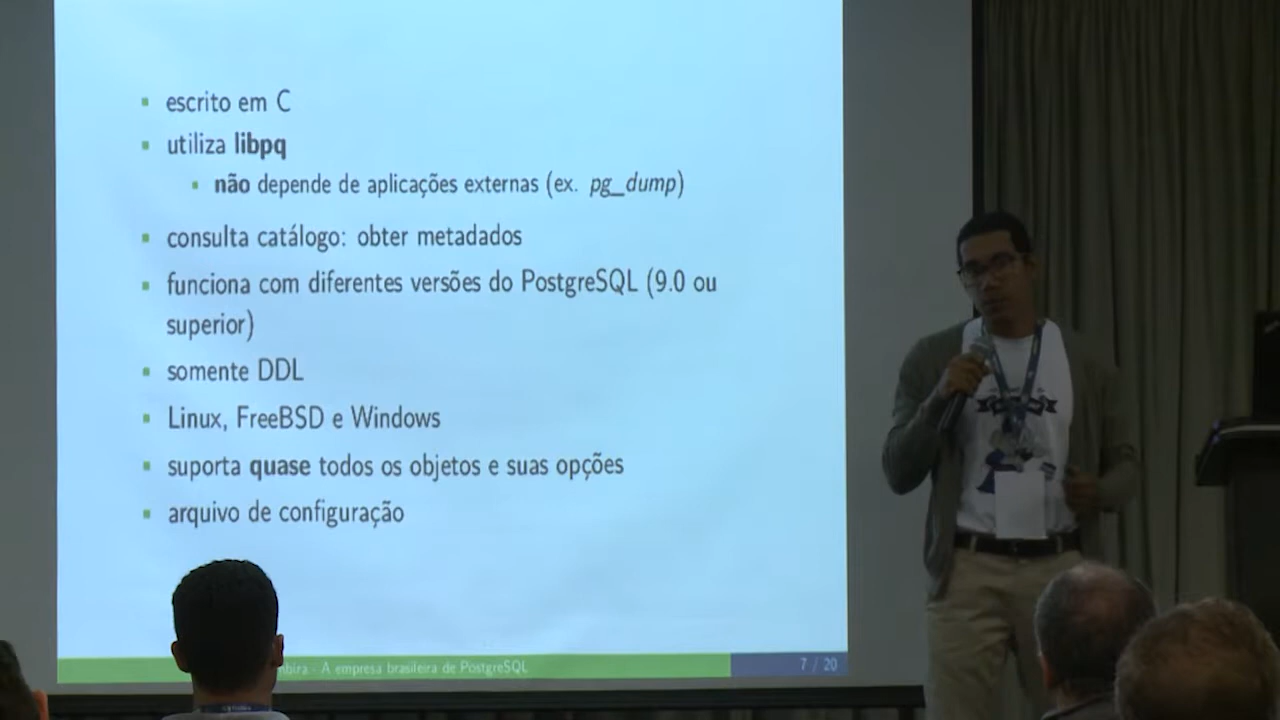 escrito em C
utiliza libpq
não depende de aplicações externas (ex. pg_dump)
consulta catálogo: obter metadados
funciona com diferentes versões do PostgreSQL (9.0 ou
superior)
somente DDL
Linux, FreeBSD e Windows
suporta quase todos os objetos e suas opções
arquivo de configuração
- A empresa brasileira de PostgreSQL
7 / 20